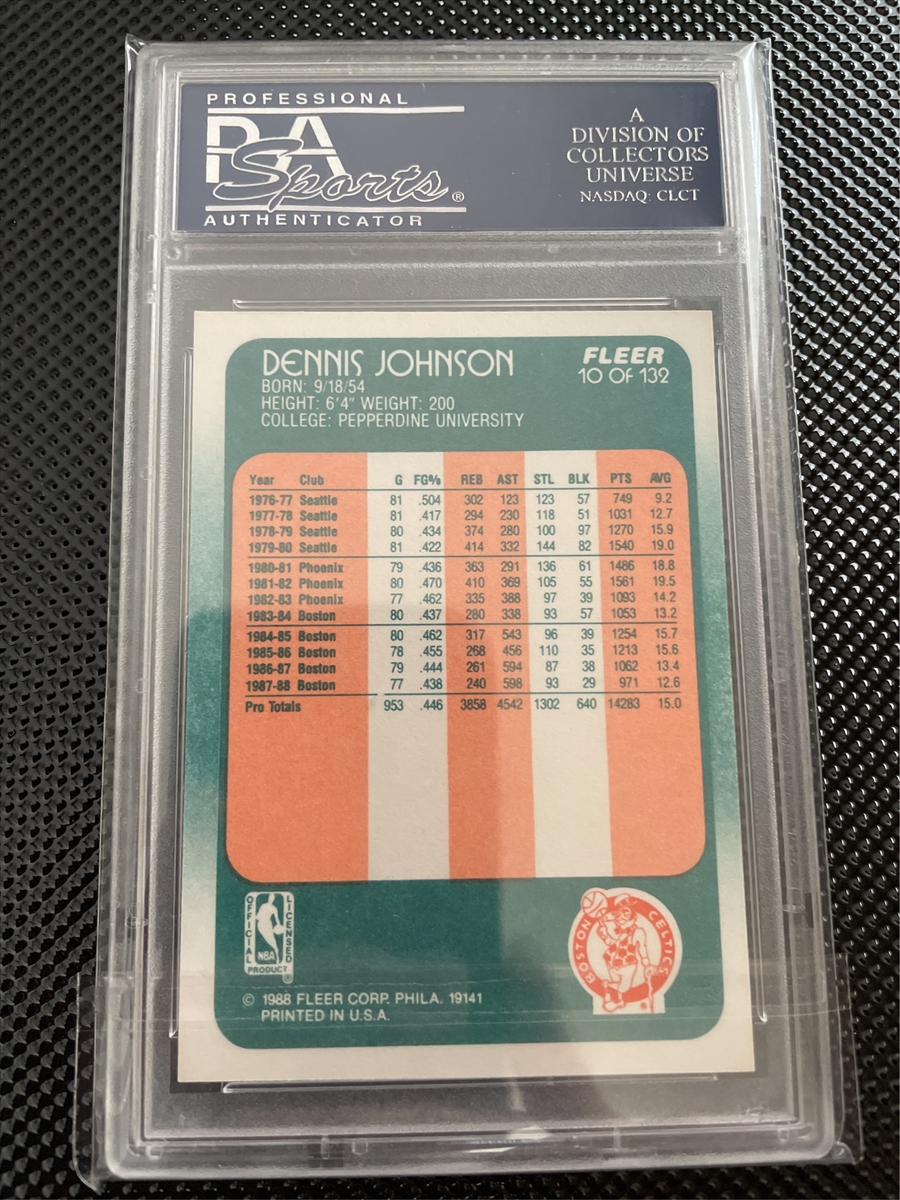 PROFESSIONAL
PSA
Sports®
AUTHENTICATOR
A
DIVISION OF
COLLECTORS
UNIVERSE
NASDAQ: CLCT
DENNIS JOHNSON
BORN: 9/18/54
HEIGHT: 6'4" WEIGHT: 200
COLLEGE: PEPPERDINE UNIVERSITY
FLEER
10 OF 132
Year Club G FG% REB AST STL BLK PTS AVG
1976-77 Seattle 81 .504 302 123 123 57 749 9.2
1977-78 Seattle 81 .417 294 230 118 51 1031 12.7
1978-79 Seattle 80 .434 374 280 100 97 1270 15.9
1979-80 Seattle 81 .422 414 332 144 82 1540 19.0
1980-81 Phoenix 79 .436 363 291 136 61 1486 18.8
1981-82 Phoenix 80 .470 410 369 105 55 1561 19.5
1982-83 Phoenix 77 .462 335 388 97 39 1093 14.2
1983-84 Boston 80 .437 280 338 93 57 1053 13.2
1984-85 Boston 80 .462 317 543 96 39 1254 15.7
1985-86 Boston 78 .455 268 456 110 35 1213 15.6
1986-87 Boston 79 .444 261 594 87 38 1062 13.4
1987-88 Boston 77 .438 240 598 93 29 971 12.6
Pro Totals 953 .446 3858 4542 1302 640 14283 15.0
OFFICIAL
LICENSED
NBA
PRODUCT ®
BOSTON CELTICS
© 1988 FLEER CORP. PHILA. 19141
PRINTED IN U.S.A.